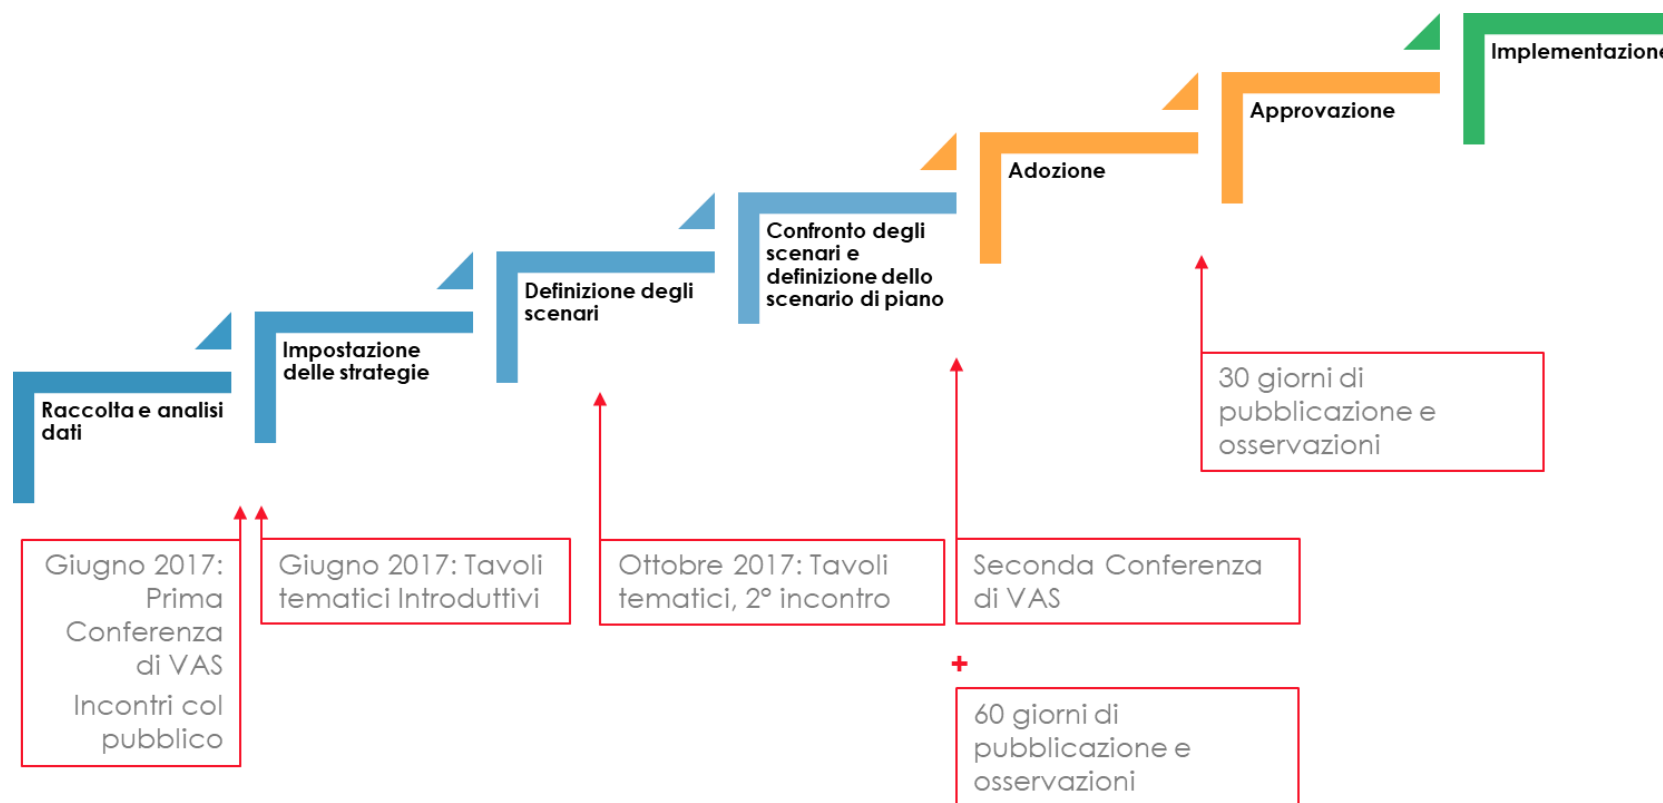 Implementazione
Approvazione
Adozione
Confronto degli
scenari e
definizione dello
scenario di piano
Definizione degli
scenari
Impostazione
delle strategie
Raccolta e analisi
dati
30 giorni di
pubblicazione e
osservazioni
Giugno 2017:
Prima
Conferenza
di VAS
Incontri col
pubblico
Giugno 2017: Tavoli
tematici Introduttivi
Ottobre 2017: Tavoli
tematici, 2° incontro
Seconda Conferenza
di VAS
+
60 giorni di
pubblicazione e
osservazioni